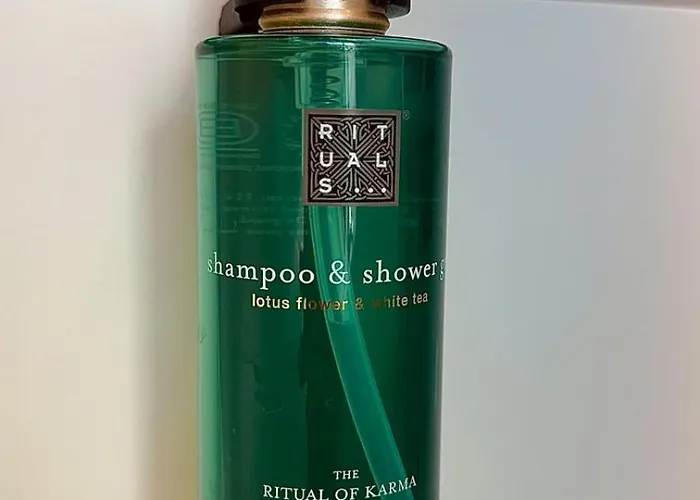 RIT
UAL
S...
®
shampoo & shower g
lotus flower & white tea
THE
RITUAL OF KARMA